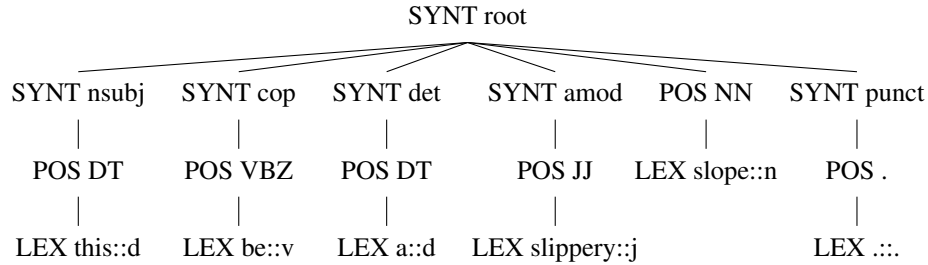 SYNT root
SYNT nsubj SYNT cop SYNT det SYNT amod POS NN SYNT punct
POS DT POS VBZ POS DT POS JJ LEX slope::n POS .
LEX this::d LEX be::v LEX a::d LEX slippery::j LEX .::.